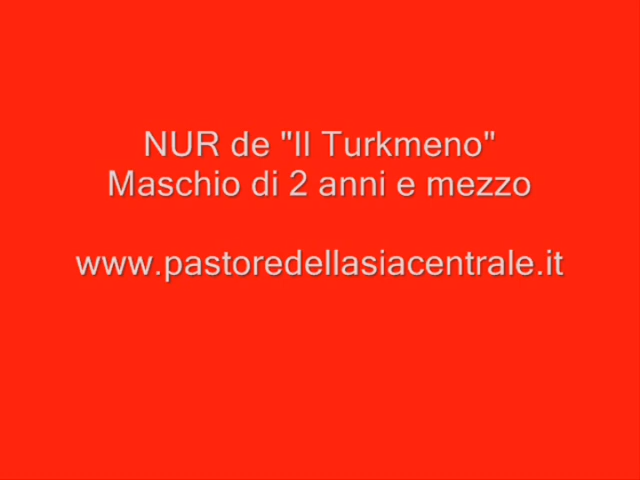 NUR de "Il Turkmeno"
Maschio di 2 anni e mezzo
www.pastoredellasiacentrale.it